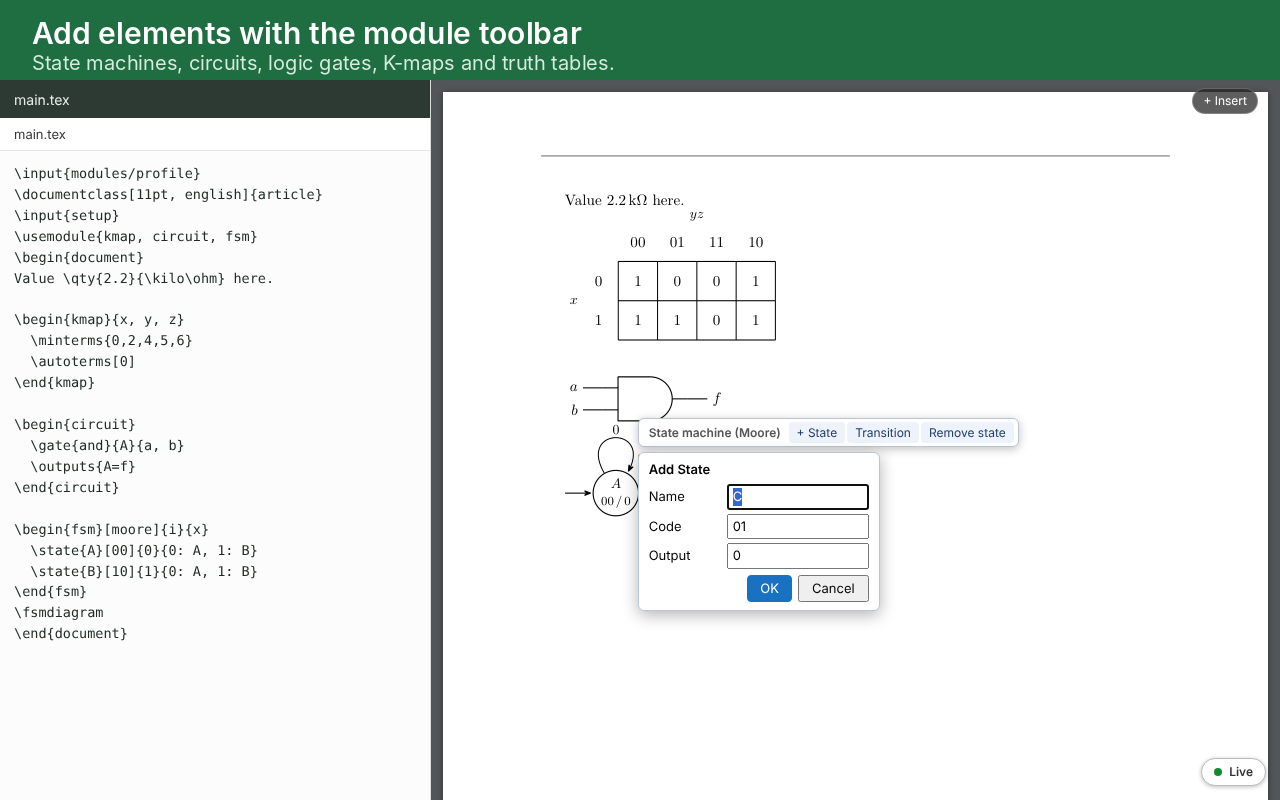 Add elements with the module toolbar
State machines, circuits, logic gates, K-maps and truth tables.
main.tex
main.tex
\input{modules/profile}
\documentclass[11pt, english]{article}
\input{setup}
\usemodule{kmap, circuit, fsm}
\begin{document}
Value \qty{2.2}{\kilo\ohm} here.
\begin{kmap}{x, y, z}
  \minterms{0,2,4,5,6}
  \autoterms[0]
\end{kmap}
\begin{circuit}
  \gate{and}{A}{a, b}
  \outputs{A=f}
\end{circuit}
\begin{fsm}[moore]{i}{x}
  \state{A}[00]{0}{0: A, 1: B}
  \state{B}[10]{1}{0: A, 1: B}
\end{fsm}
\fsmdiagram
\end{document}
+ Insert
Value 2.2 kΩ here.
yz
00 01 11 10
0 1 0 0 1
x
1 1 1 0 1
a
b
f
0
A
00 / 0
State machine (Moore) + State Transition Remove state
Add State
Name C
Code 01
Output 0
OK Cancel
Live